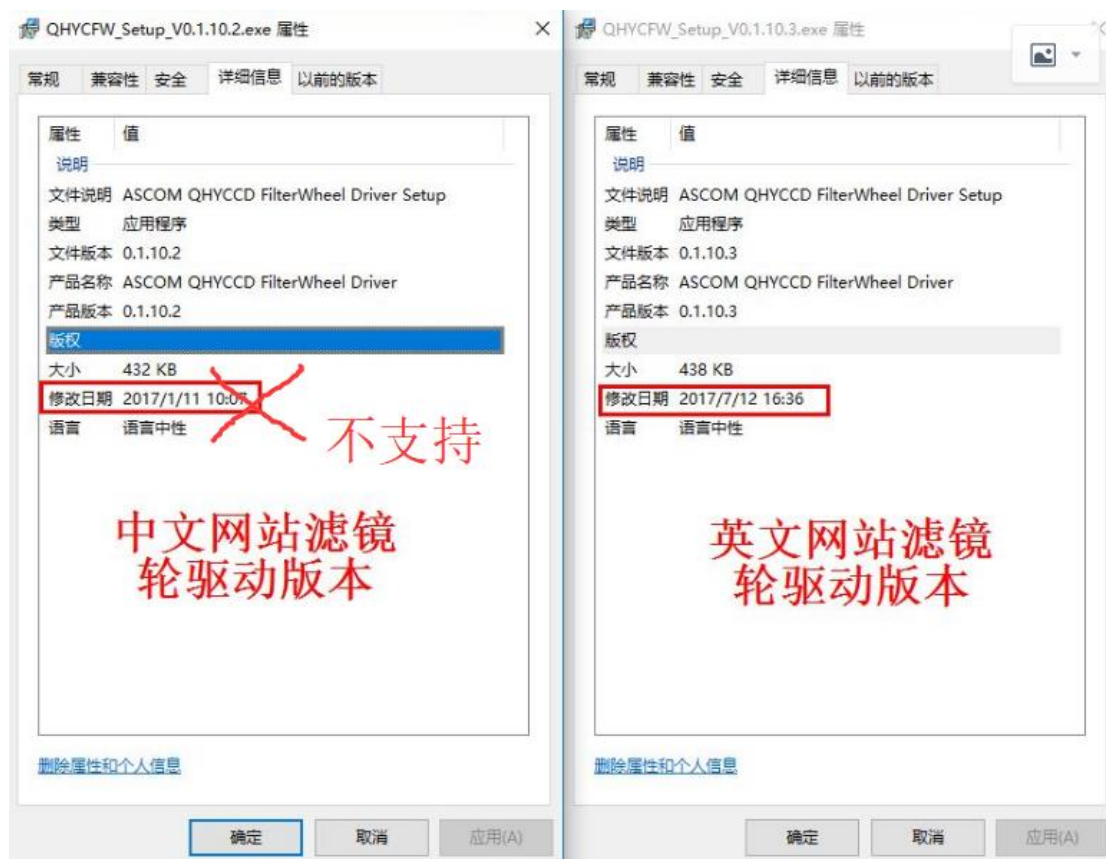 QHYCFW_Setup_V0.1.10.2.exe 属性
常规 兼容性 安全 详细信息 以前的版本
属性 值
说明
文件说明 ASCOM QHYCCD FilterWheel Driver Setup
类型 应用程序
文件版本 0.1.10.2
产品名称 ASCOM QHYCCD FilterWheel Driver
产品版本 0.1.10.2
版权
大小 432 KB
修改日期 2017/1/11 10:07
语言 语言中性
不支持
中文网站滤镜
轮驱动版本
删除属性和个人信息
确定 取消 应用(A)
QHYCFW_Setup_V0.1.10.3.exe 属性
常规 兼容性 安全 详细信息 以前的版本
属性 值
说明
文件说明 ASCOM QHYCCD FilterWheel Driver Setup
类型 应用程序
文件版本 0.1.10.3
产品名称 ASCOM QHYCCD FilterWheel Driver
产品版本 0.1.10.3
版权
大小 438 KB
修改日期 2017/7/12 16:36
语言 语言中性
英文网站滤镜
轮驱动版本
删除属性和个人信息
确定 取消 应用(A)